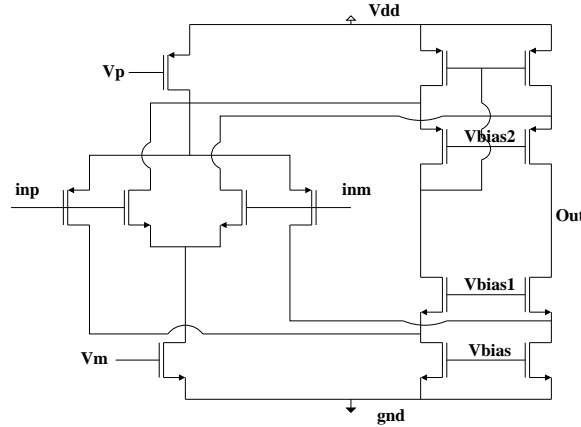 Vdd
Vp
Vbias2
inp
inm
Out
Vbias1
Vm
Vbias
gnd